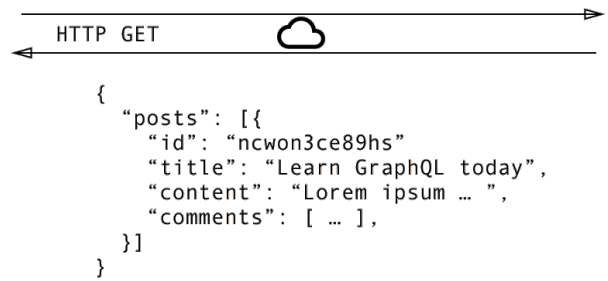 HTTP GET
{
“posts”: [{
“id”: “ncwon3ce89hs”
“title”: “Learn GraphQL today”,
“content”: “Lorem ipsum … ”,
“comments”: [ … ],
}]
}